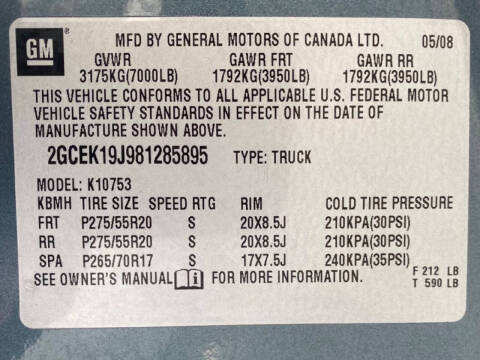 GM MFD BY GENERAL MOTORS OF CANADA LTD. 05/08
GVWR GAWR FRT GAWR RR
3175KG(7000LB) 1792KG(3950LB) 1792KG(3950LB)
THIS VEHICLE CONFORMS TO ALL APPLICABLE U.S. FEDERAL MOTOR
VEHICLE SAFETY STANDARDS IN EFFECT ON THE DATE OF
MANUFACTURE SHOWN ABOVE.
2GCEK19J981285895 TYPE: TRUCK
MODEL: K10753
KBMH TIRE SIZE SPEED RTG RIM COLD TIRE PRESSURE
FRT P275/55R20 S 20X8.5J 210KPA(30PSI)
RR P275/55R20 S 20X8.5J 210KPA(30PSI)
SPA P265/70R17 S 17X7.5J 240KPA(35PSI)
SEE OWNER'S MANUAL i FOR MORE INFORMATION. F 212 LB
T 590 LB